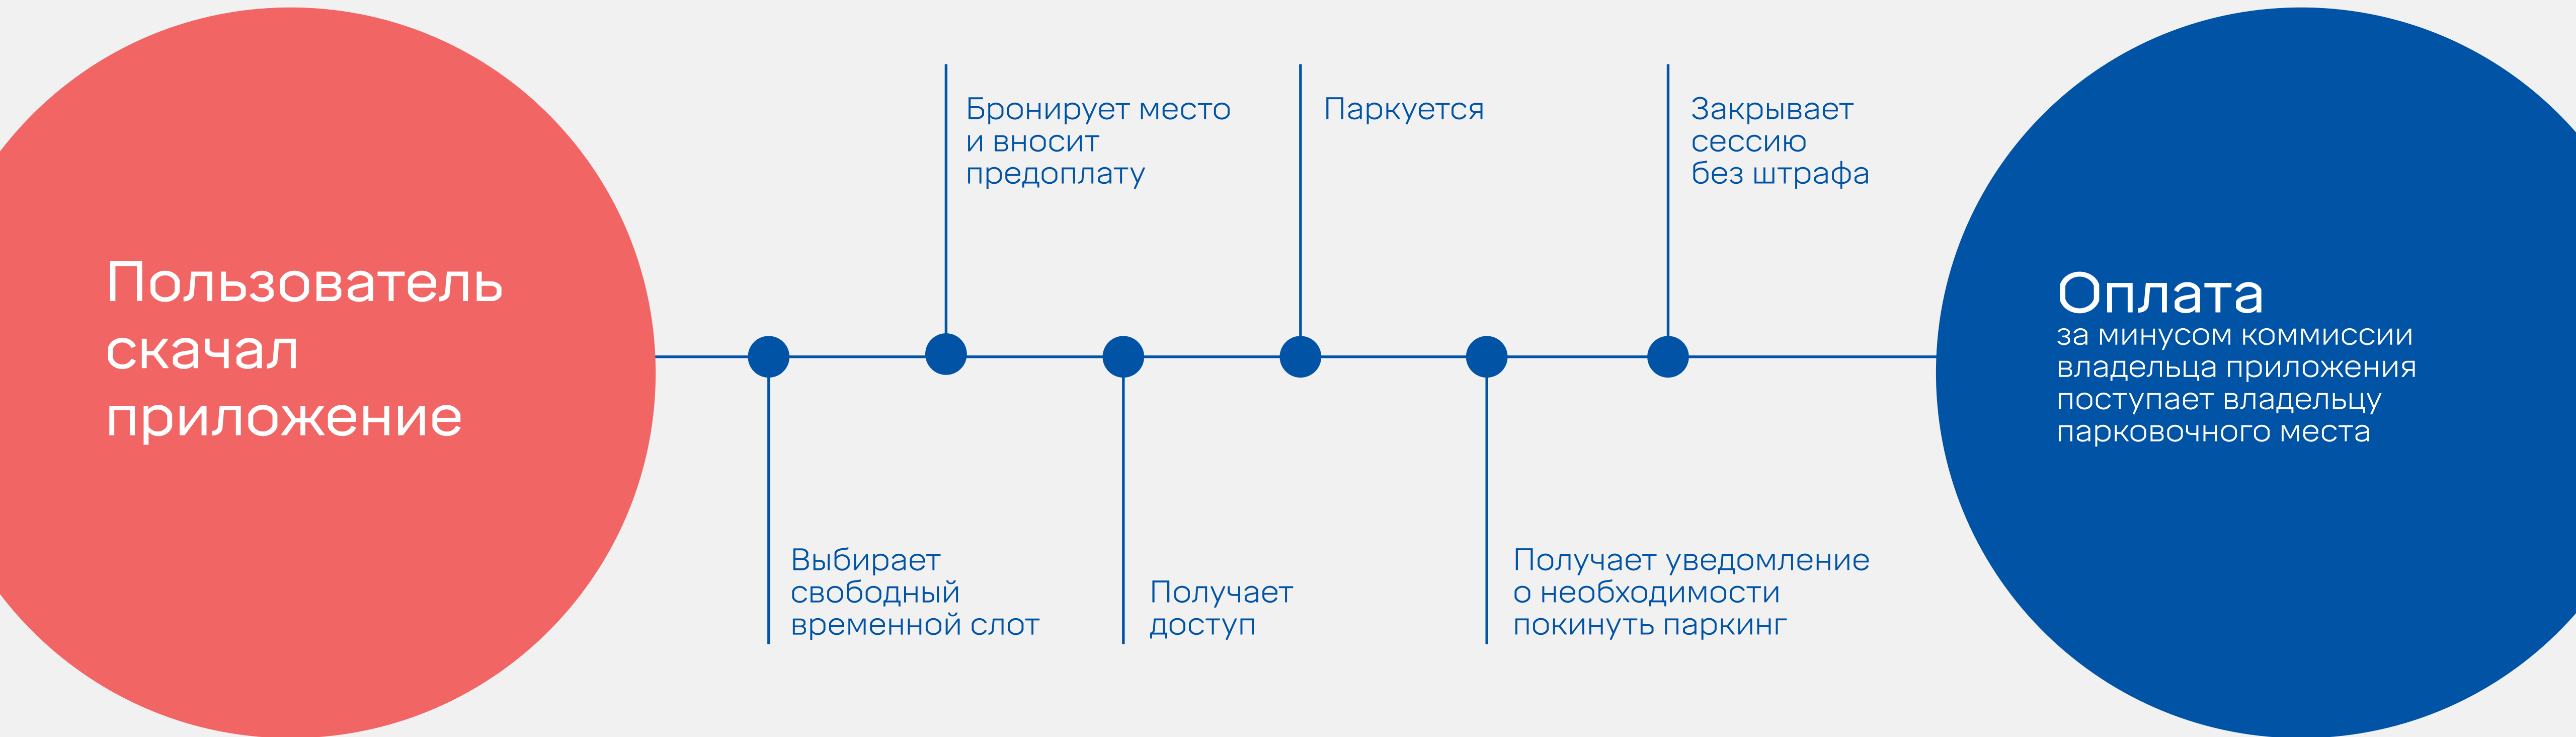 Пользователь
скачал
приложение
Выбирает
свободный
временной слот
Бронирует место
и вносит
предоплату
Получает
доступ
Паркуется
Получает уведомление
о необходимости
покинуть паркинг
Закрывает
сессию
без штрафа
Оплата
за минусом коммиссии
владельца приложения
поступает владельцу
парковочного места